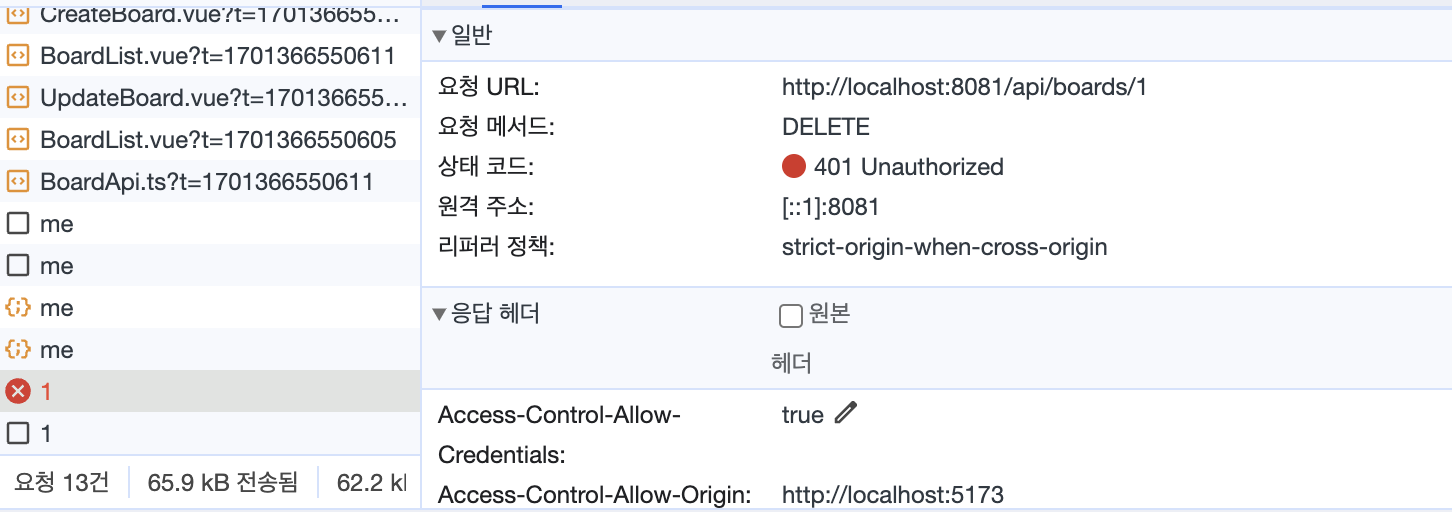 CreateBoard.vue?t=170136655…
BoardList.vue?t=1701366550611
UpdateBoard.vue?t=170136655…
BoardList.vue?t=1701366550605
BoardApi.ts?t=1701366550611
me
me
me
me
1
1
요청 13건 65.9 kB 전송됨 62.2
일반
요청 URL: http://localhost:8081/api/boards/1
요청 메서드: DELETE
상태 코드: 401 Unauthorized
원격 주소: [::1]:8081
리퍼러 정책: strict-origin-when-cross-origin
응답 헤더 원본
헤더
Access-Control-Allow- true
Credentials:
Access-Control-Allow-Origin: http://localhost:5173